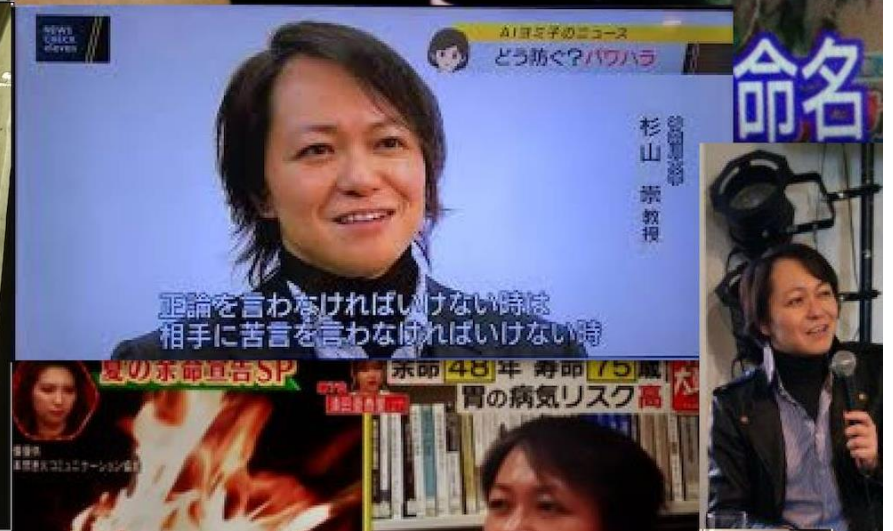 NEWS
CHECK
eleven
AIヨミ子のニュース
どう防ぐ?パワハラ
命名
杉山 崇 教授
正論を言わなければいけない時は
相手に苦言を言わなければいけない時
夏の余命宣告SP
余命48年 寿命75歳
胃の病気リスク高